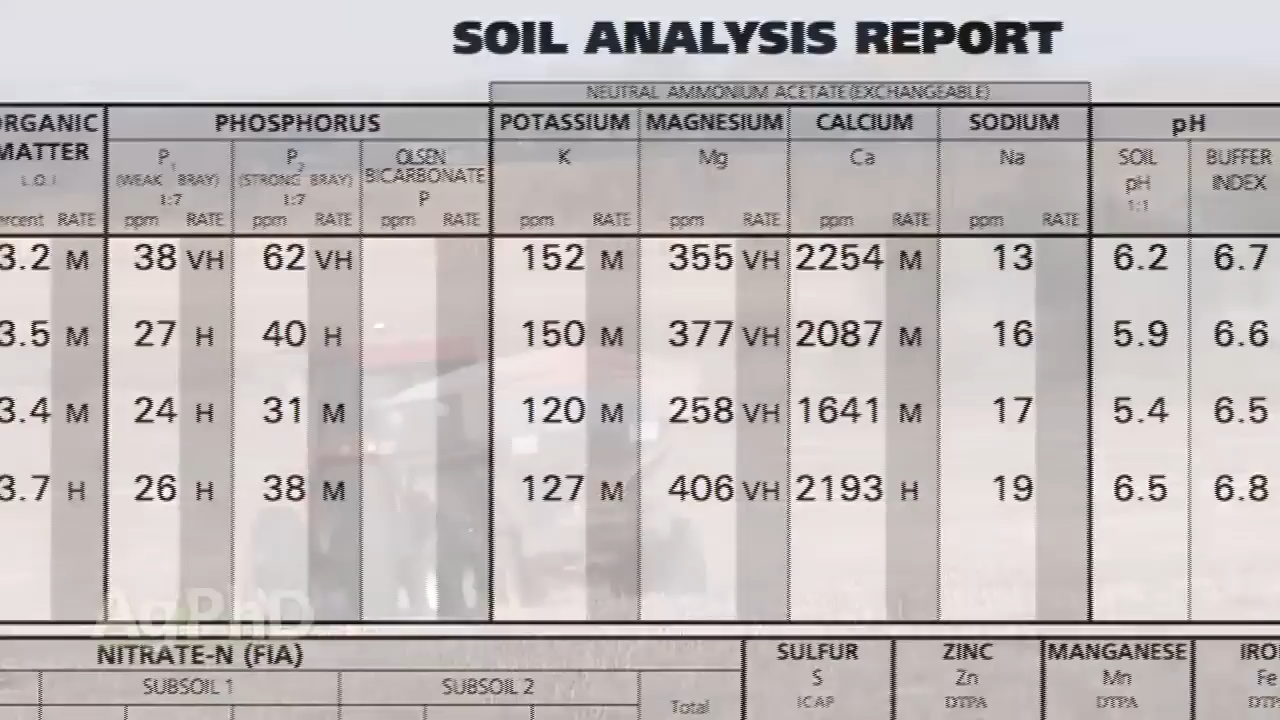 SOIL ANALYSIS REPORT
NEUTRAL AMMONIUM ACETATE (EXCHANGEABLE)
ORGANIC PHOSPHORUS POTASSIUM MAGNESIUM CALCIUM SODIUM pH
MATTER P1 P2 OLSEN K Mg Ca Na SOIL BUFFER
L.O.I. (WEAK BRAY) (STRONG BRAY) BICARBONATE pH INDEX
1:7 1:7 P 1:1
ercent RATE ppm RATE ppm RATE ppm RATE ppm RATE ppm RATE ppm RATE ppm RATE
3.2 M 38 VH 62 VH 152 M 355 VH 2254 M 13 6.2 6.7
3.5 M 27 H 40 H 150 M 377 VH 2087 M 16 5.9 6.6
3.4 M 24 H 31 M 120 M 258 VH 1641 M 17 5.4 6.5
3.7 H 26 H 38 M 127 M 406 VH 2193 H 19 6.5 6.8
AgPhD
NITRATE-N (FIA) SULFUR ZINC MANGANESE IRO
SUBSOIL 1 SUBSOIL 2 S Zn Mn Fe
Total ICAP DTPA DTPA DTPA